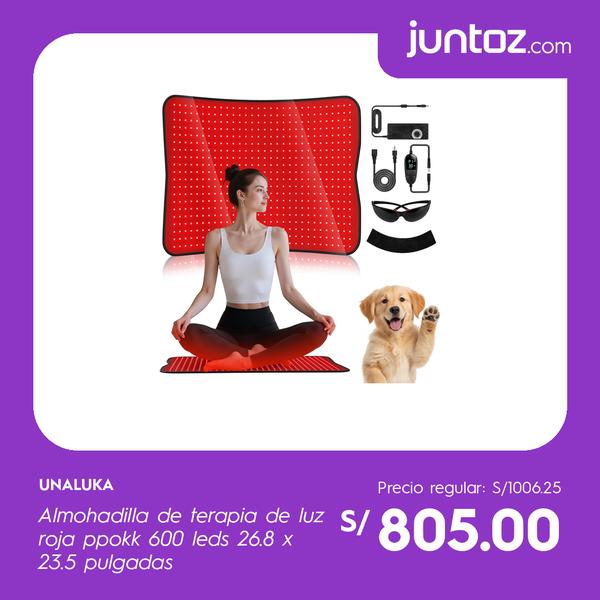 juntoz.com
UNALUKA
Almohadilla de terapia de luz
roja ppokk 600 leds 26.8 x
23.5 pulgadas
Precio regular: S/1006.25
S/ 805.00